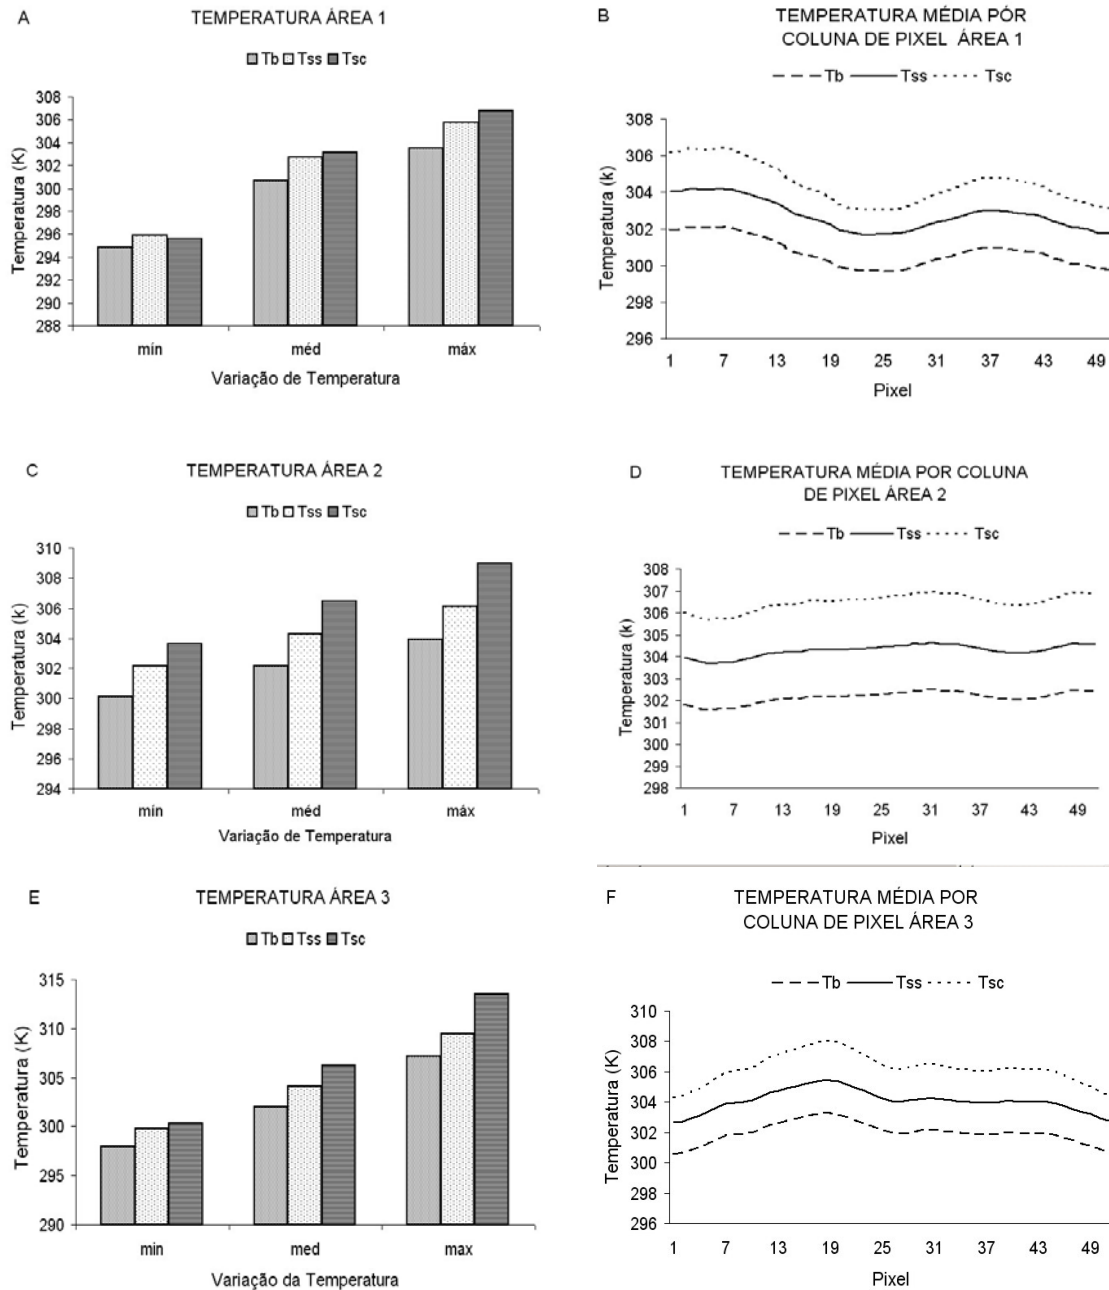 A
TEMPERATURA ÁREA 1
Tb Tss Tsc
308
306
304
302
300
298
296
294
292
290
288
Temperatura (K)
mín méd máx
Variação de Temperatura
B
TEMPERATURA MÉDIA PÓR
COLUNA DE PIXEL ÁREA 1
Tb Tss Tsc
308
306
304
302
300
298
296
Temperatura (k)
1 7 13 19 25 31 37 43 49
Pixel
C
TEMPERATURA ÁREA 2
Tb Tss Tsc
310
308
306
304
302
300
298
296
294
Temperatura (k)
mín méd máx
Variação de Temperatura
D
TEMPERATURA MÉDIA POR COLUNA
DE PIXEL ÁREA 2
Tb Tss Tsc
308
307
306
305
304
303
302
301
300
299
298
Temperatura (k)
1 7 13 19 25 31 37 43 49
Pixel
E
TEMPERATURA ÁREA 3
Tb Tss Tsc
315
310
305
300
295
290
Temperatura (K)
min med max
Variação da Temperatura
F
TEMPERATURA MÉDIA POR
COLUNA DE PIXEL ÁREA 3
Tb Tss Tsc
310
308
306
304
302
300
298
296
Temperatura (K)
1 7 13 19 25 31 37 43 49
Pixel